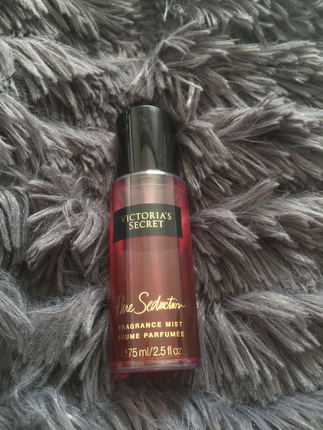 VICTORIA'S
SECRET
Pure Seduction
FRAGRANCE MIST
BRUME PARFUMÉE
℮75 ml/2.5 fl oz